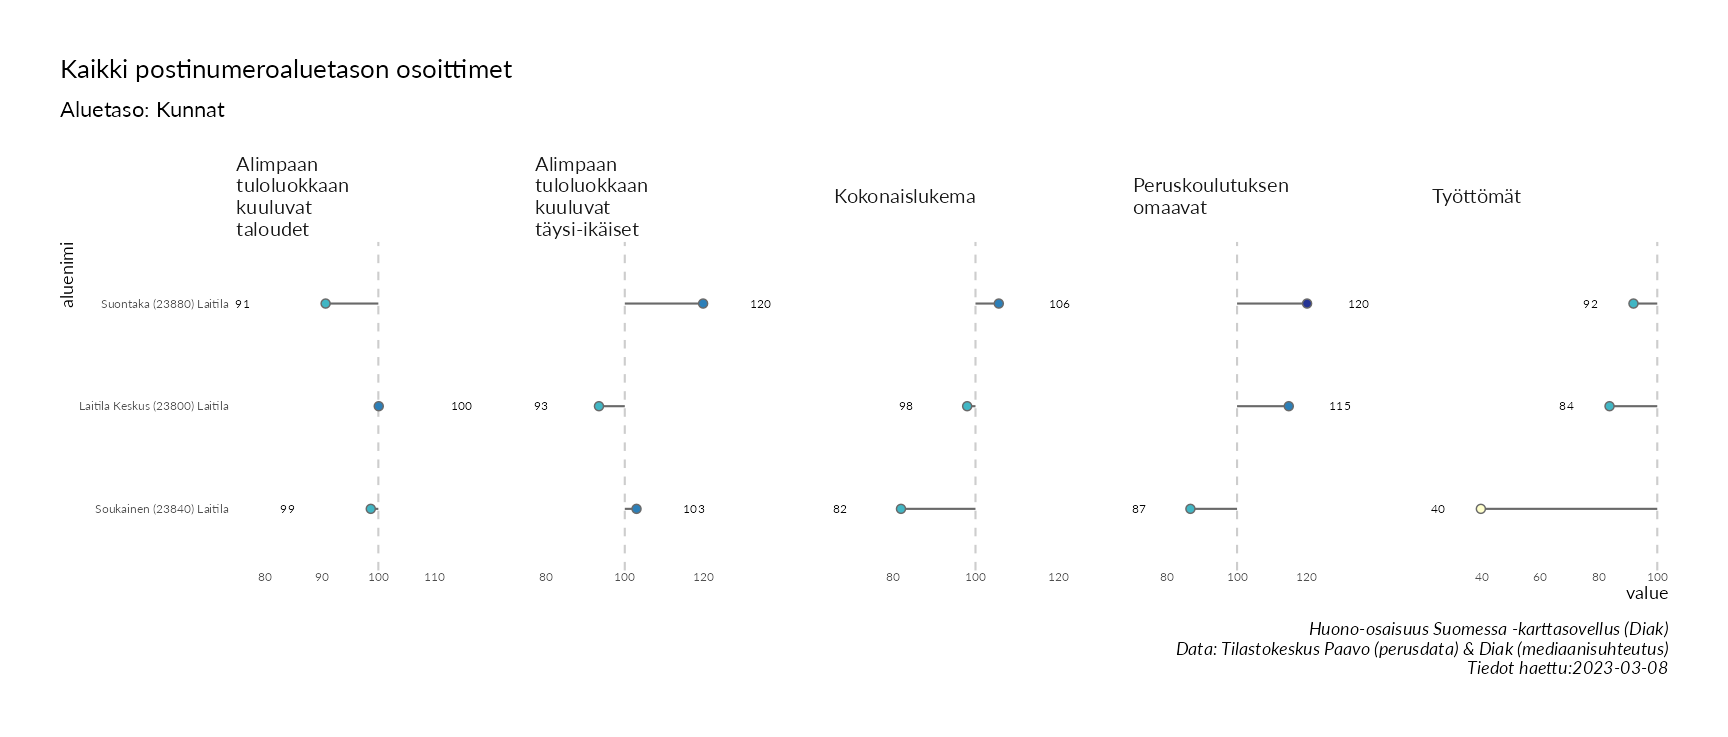 Kaikki postinumeroaluetason osoittimet
Aluetaso: Kunnat
Alimpaan
tuloluokkaan
kuuluvat
taloudet
Alimpaan
tuloluokkaan
kuuluvat
täysi-ikäiset
Kokonaislukema
Peruskoulutuksen
omaavat
Työttömät
aluenimi
Suontaka (23880) Laitila 91 120 106 120 92
Laitila Keskus (23800) Laitila 100 93 98 115 84
Soukainen (23840) Laitila 99 103 82 87 40
80 90 100 110 80 100 120 80 100 120 80 100 120 40 60 80 100
value
Huono-osaisuus Suomessa -karttasovellus (Diak)
Data: Tilastokeskus Paavo (perusdata) & Diak (mediaanisuhteutus)
Tiedot haettu:2023-03-08